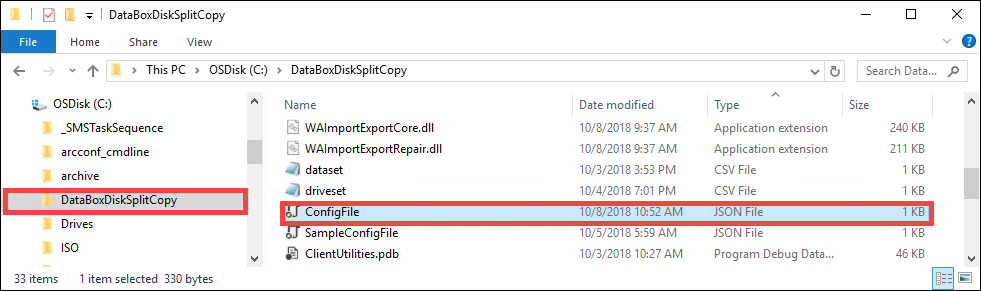 DataBoxDiskSplitCopy
File Home Share View
This PC OSDisk (C:) DataBoxDiskSplitCopy Search Data...
OSDisk (C:)
_SMSTaskSequence
arcconf_cmdline
archive
DataBoxDiskSplitCopy
Drives
ISO
Name Date modified Type Size
WAImportExportCore.dll 10/8/2018 9:37 AM Application extension 240 KB
WAImportExportRepair.dll 10/8/2018 9:37 AM Application extension 211 KB
dataset 10/3/2018 3:53 PM CSV File 1 KB
driveset 10/4/2018 7:01 PM CSV File 1 KB
ConfigFile 10/8/2018 10:52 AM JSON File 1 KB
SampleConfigFile 10/5/2018 5:59 AM JSON File 1 KB
ClientUtilities.pdb 10/3/2018 10:27 AM Program Debug Data... 46 KB
33 items 1 item selected 330 bytes